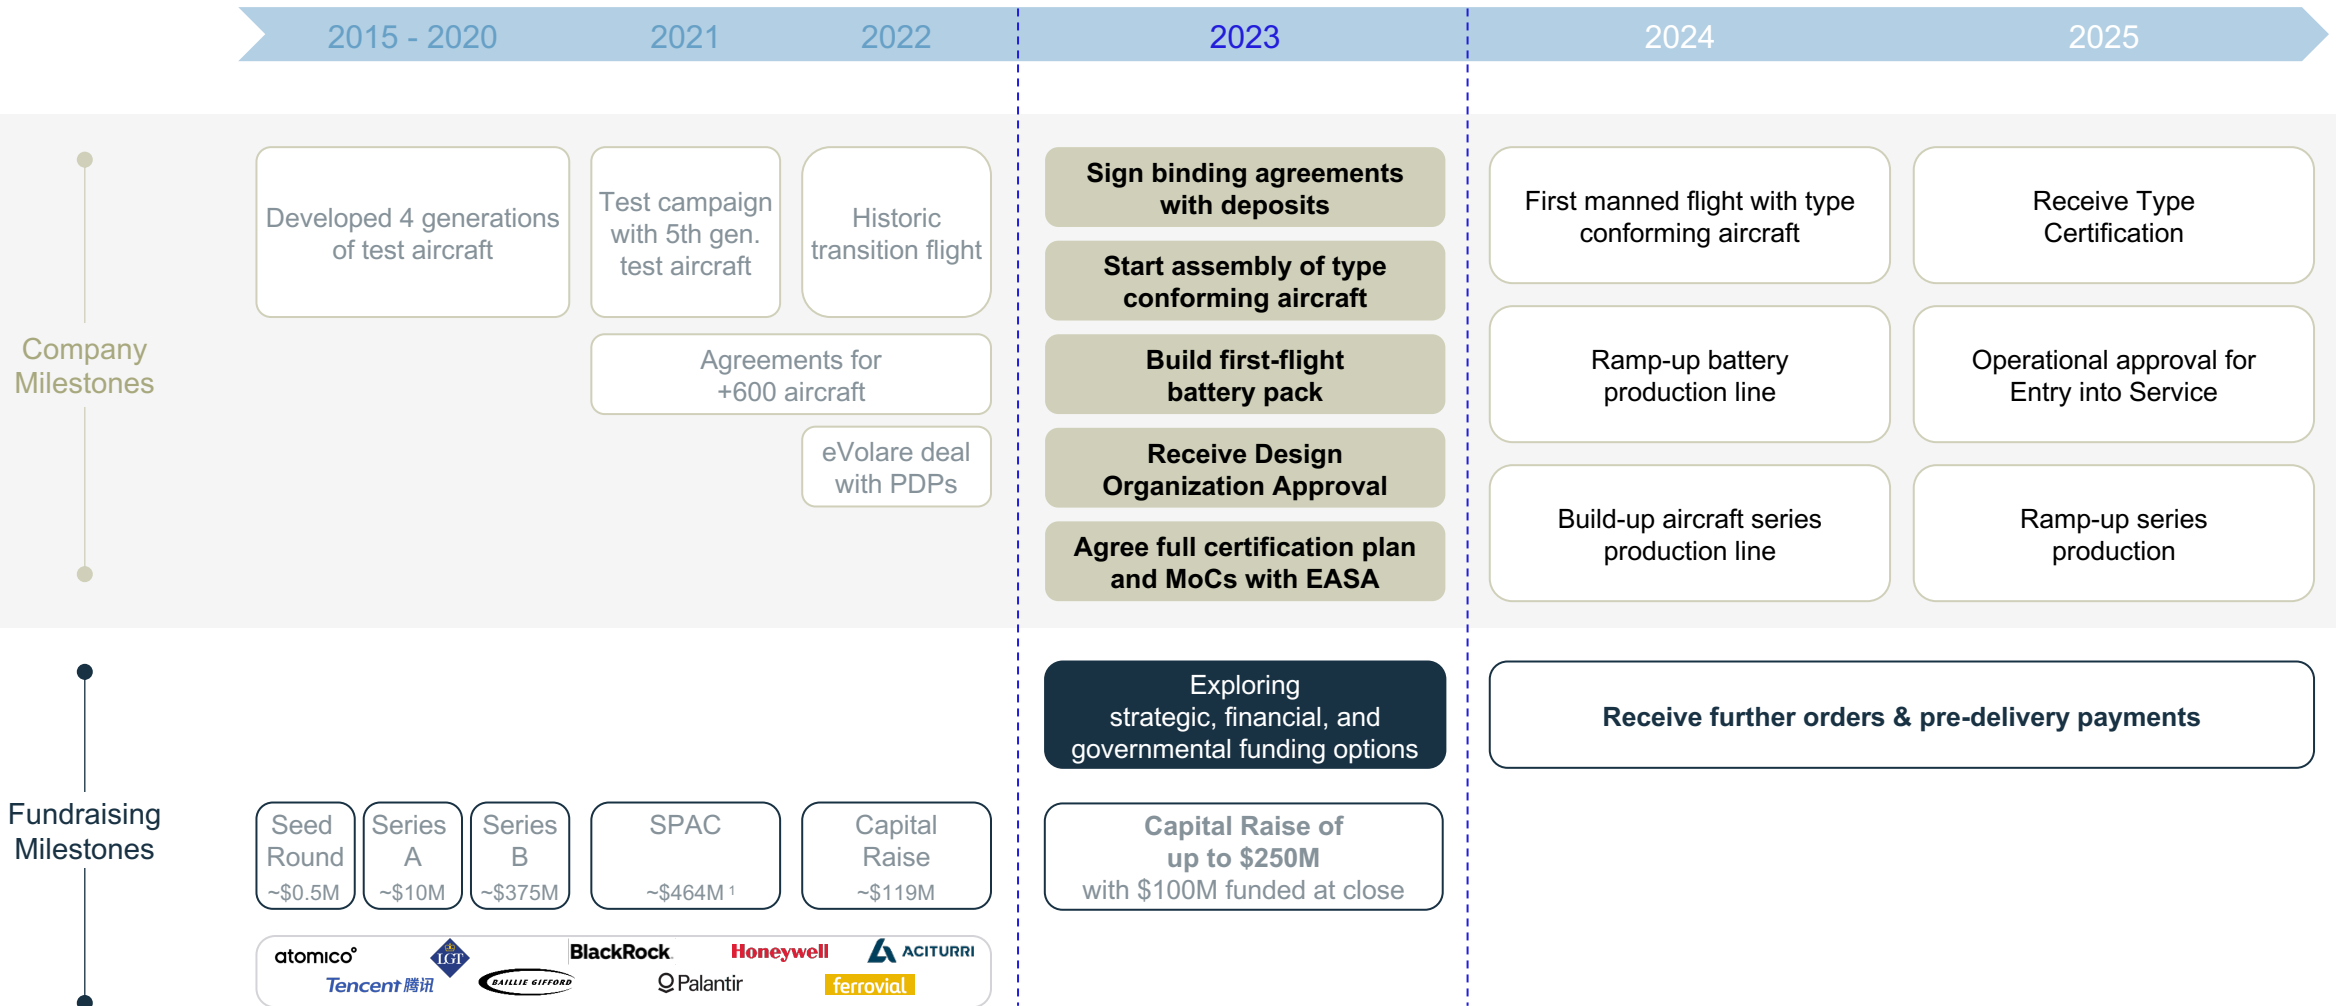 2015 - 2020
2021
2022
2023
2024
2025
Company
Milestones
Developed 4 generations
of test aircraft
Test campaign
with 5th gen.
test aircraft
Historic
transition flight
Agreements for
+600 aircraft
eVolare deal
with PDPs
Sign binding agreements
with deposits
Start assembly of type
conforming aircraft
Build first-flight
battery pack
Receive Design
Organization Approval
Agree full certification plan
and MoCs with EASA
First manned flight with type
conforming aircraft
Ramp-up battery
production line
Build-up aircraft series
production line
Receive Type
Certification
Operational approval for
Entry into Service
Ramp-up series
production
Fundraising
Milestones
Exploring
strategic, financial, and
governmental funding options
Receive further orders & pre-delivery payments
Seed
Round
~$0.5M
Series
A
~$10M
Series
B
~$375M
SPAC
~$464M ¹
Capital
Raise
~$119M
Capital Raise of
up to $250M
with $100M funded at close
atomico°
LGT
BlackRock.
Honeywell
ACITURRI
Tencent 腾讯
BAILLIE GIFFORD
Palantir
ferrovial